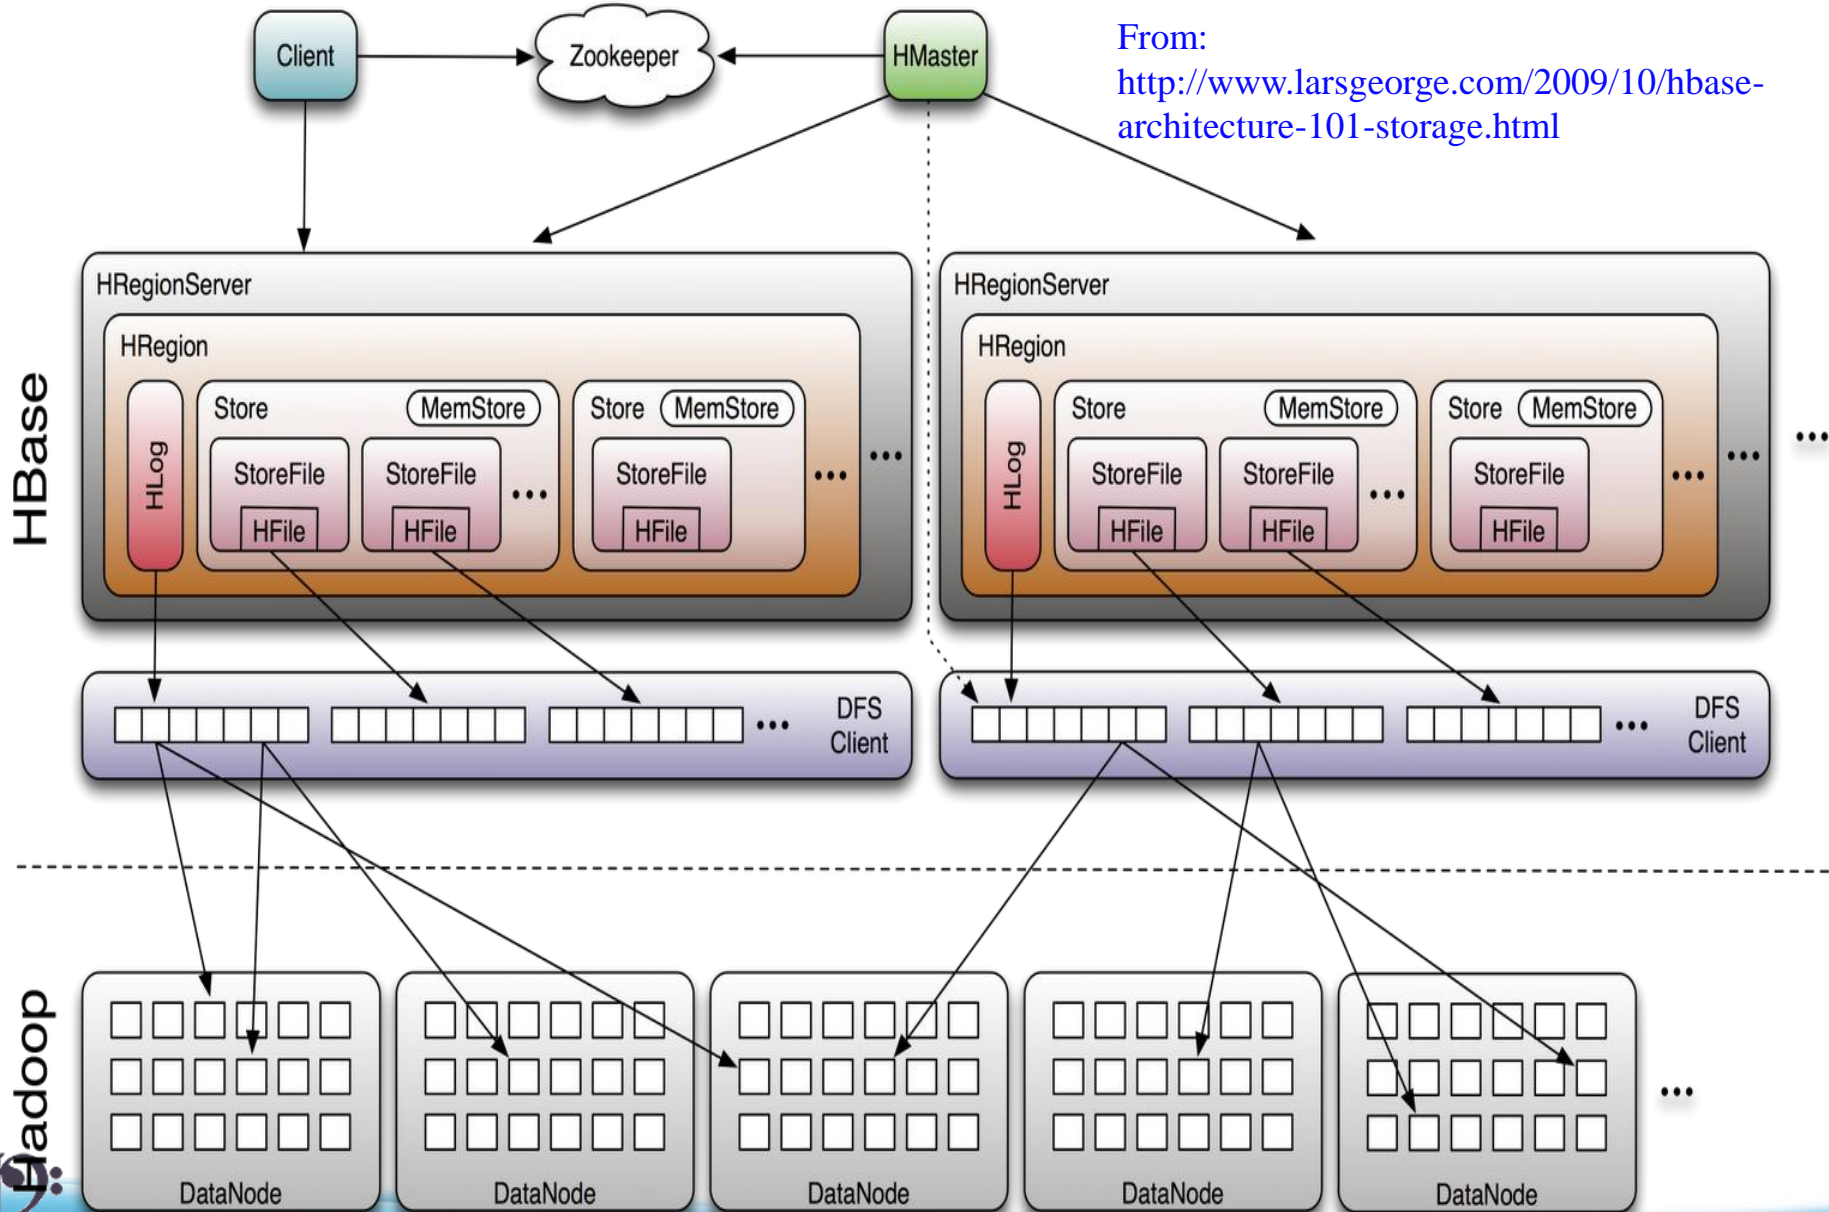 Client
Zookeeper
HMaster
From:
http://www.larsgeorge.com/2009/10/hbase-
architecture-101-storage.html
HBase
HRegionServer
HRegion
HLog
Store
MemStore
StoreFile
HFile
StoreFile
HFile
...
Store
MemStore
StoreFile
HFile
...
...
HRegionServer
HRegion
HLog
Store
MemStore
StoreFile
HFile
StoreFile
HFile
...
Store
MemStore
StoreFile
HFile
...
...
...
...
DFS
Client
...
DFS
Client
Hadoop
DataNode
DataNode
DataNode
DataNode
DataNode
...